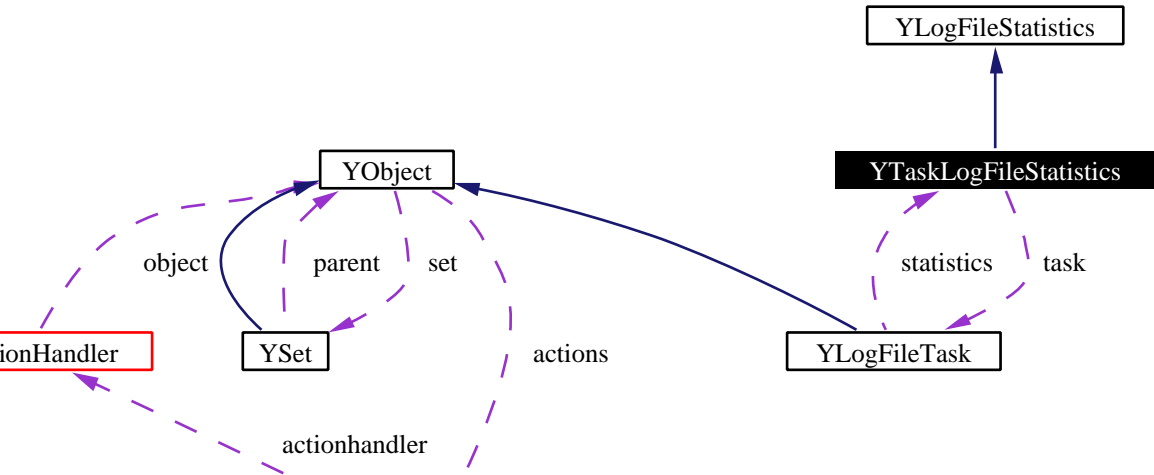 YLogFileStatistics
YObject
YTaskLogFileStatistics
object
parent
set
statistics
task
ionHandler
YSet
actions
YLogFileTask
actionhandler